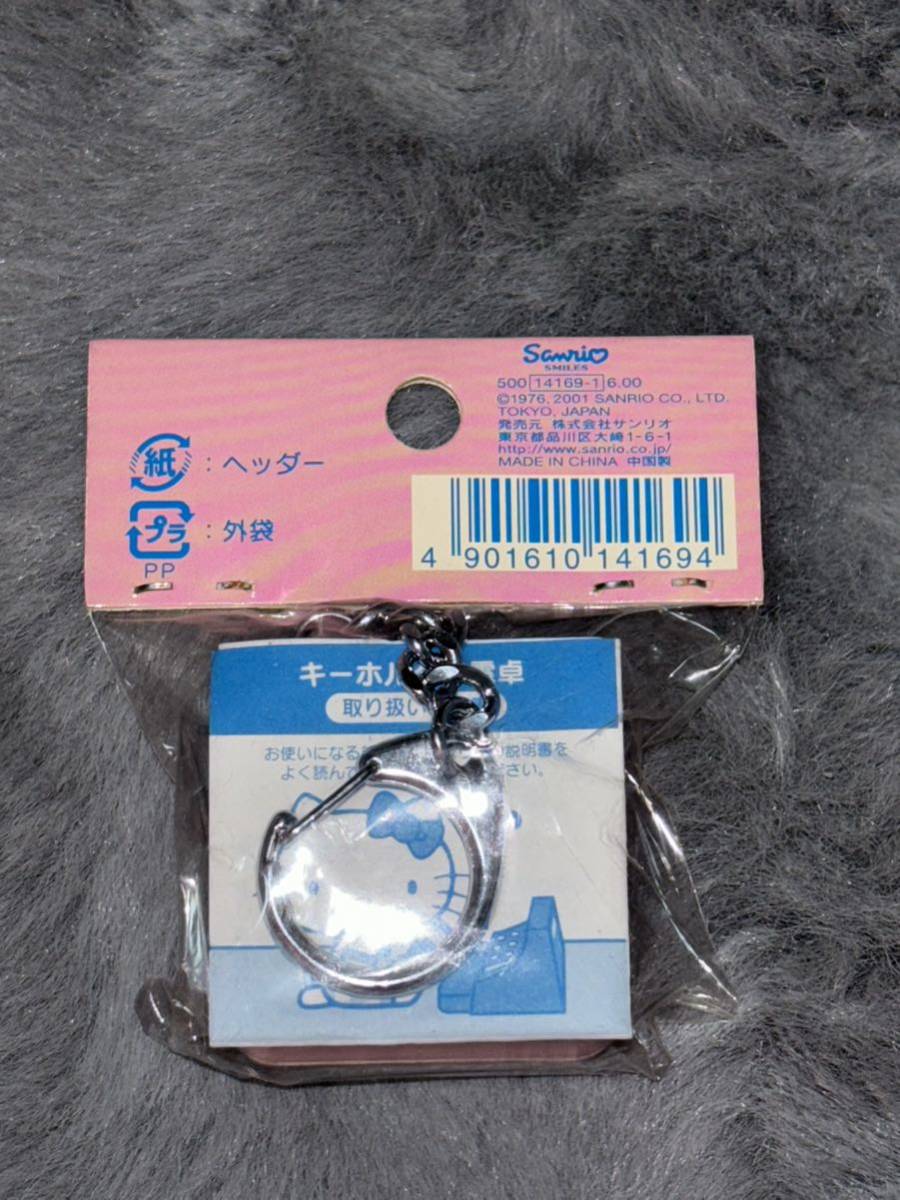 Sanrio
SMILES
500 14169-1 6.00
©1976, 2001 SANRIO CO., LTD.
TOKYO, JAPAN
発売元 株式会社サンリオ
東京都品川区大崎1-6-1
http://www.sanrio.co.jp/
MADE IN CHINA 中国製
紙 : ヘッダー
プラ : 外袋
PP
4 901610 141694
キーホル 電卓
取り扱い
お使いになる 説明書を
よく読んで ださい。